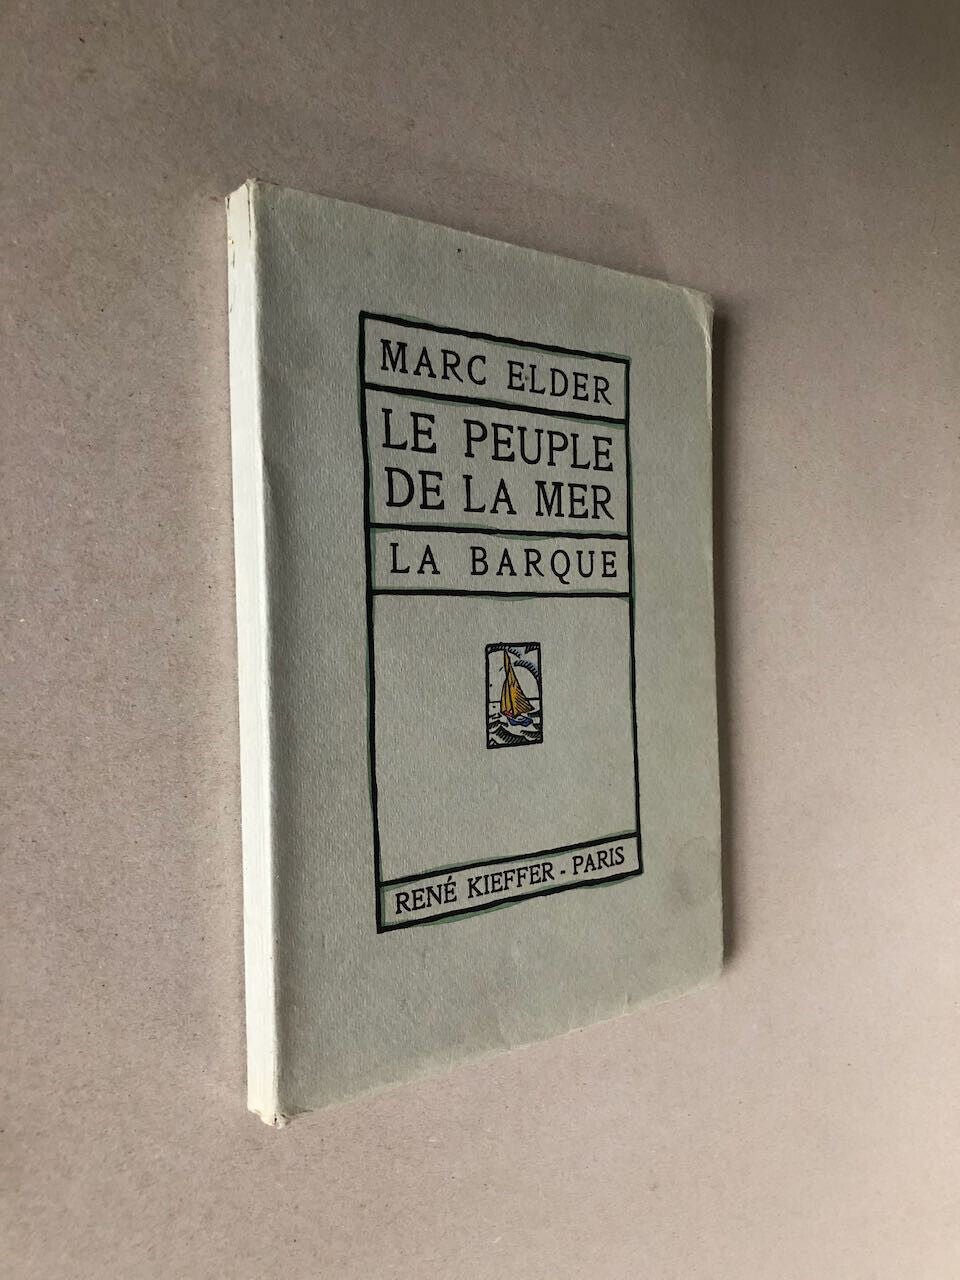 MARC ELDER
LE PEUPLE
DE LA MER
LA BARQUE
RENÉ KIEFFER - PARIS